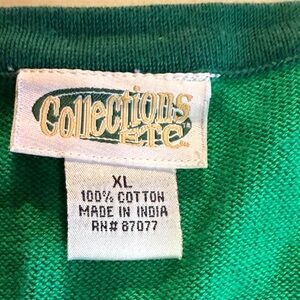 Collections
ETC
XL
100% COTTON
MADE IN INDIA
RN# 87077